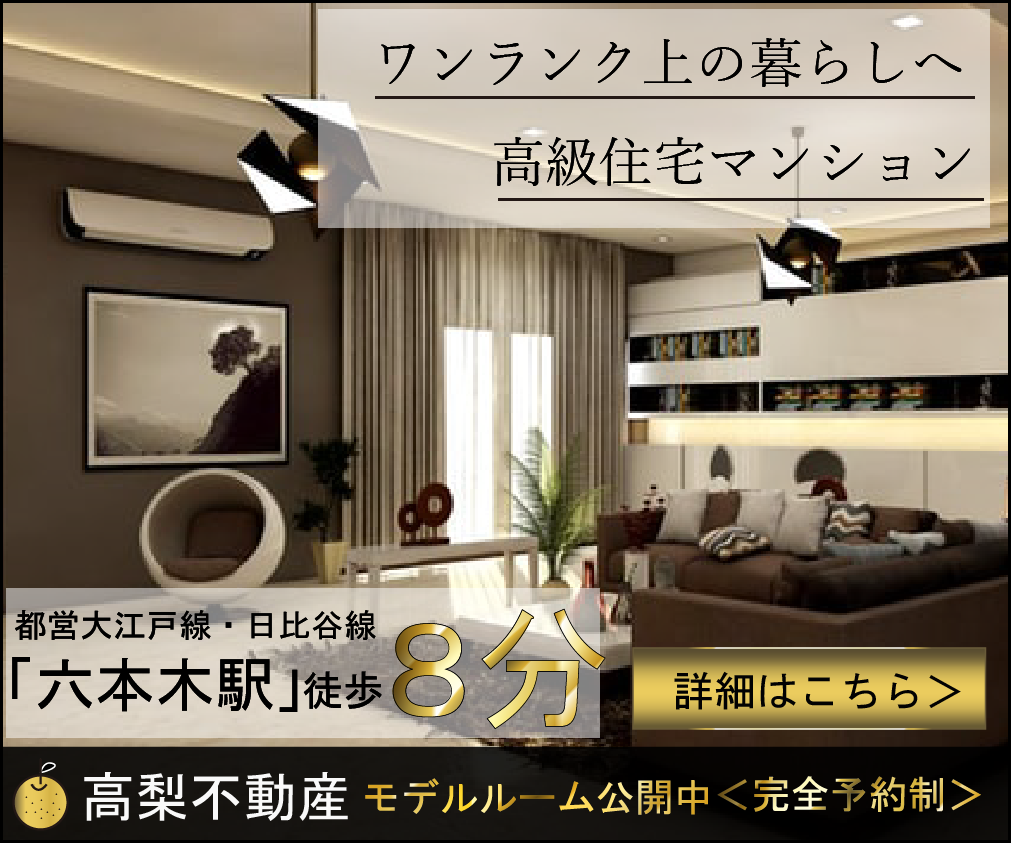 ワンランク上の暮らしへ
高級住宅マンション
都営大江戸線・日比谷線
「六本木駅」徒歩8分
詳細はこちら＞
高梨不動産 モデルルーム公開中＜完全予約制＞